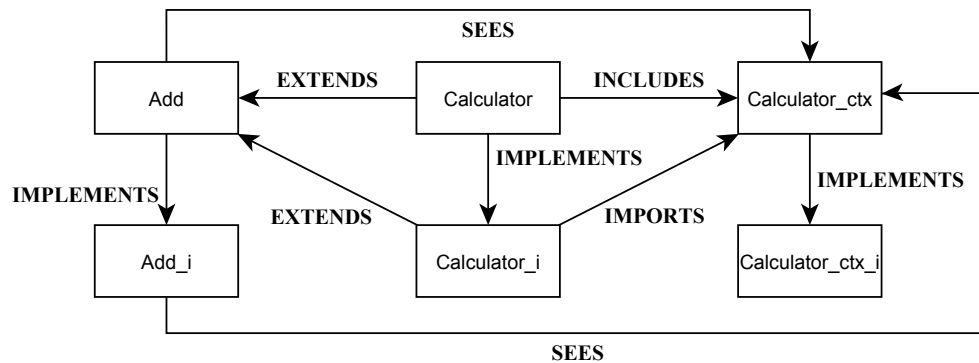 SEES
EXTENDS
INCLUDES
Add
Calculator
Calculator_ctx
IMPLEMENTS
IMPLEMENTS
IMPLEMENTS
EXTENDS
IMPORTS
Add_i
Calculator_i
Calculator_ctx_i
SEES